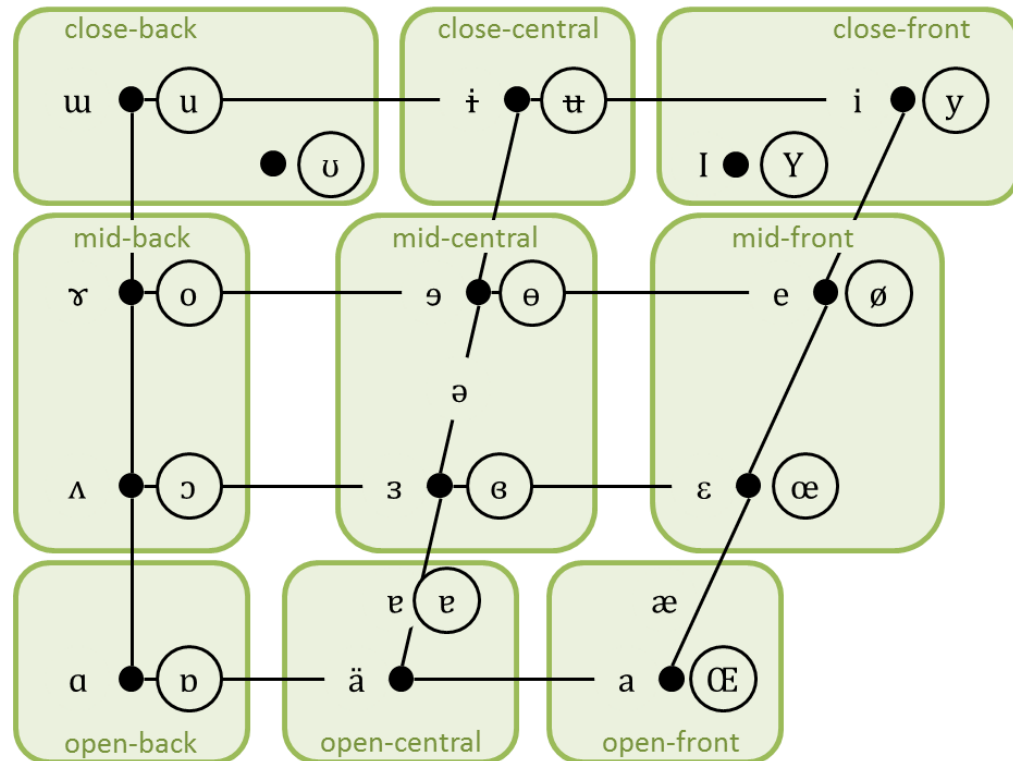 close-back close-central close-front
ɯ u ɨ ʉ i y
ʊ I Y
mid-back mid-central mid-front
ɤ o ɘ ɵ e ø
ə
ʌ ɔ ɜ ɞ ɛ œ
ɐ ɐ æ
ɑ ɒ ä a Œ
open-back open-central open-front